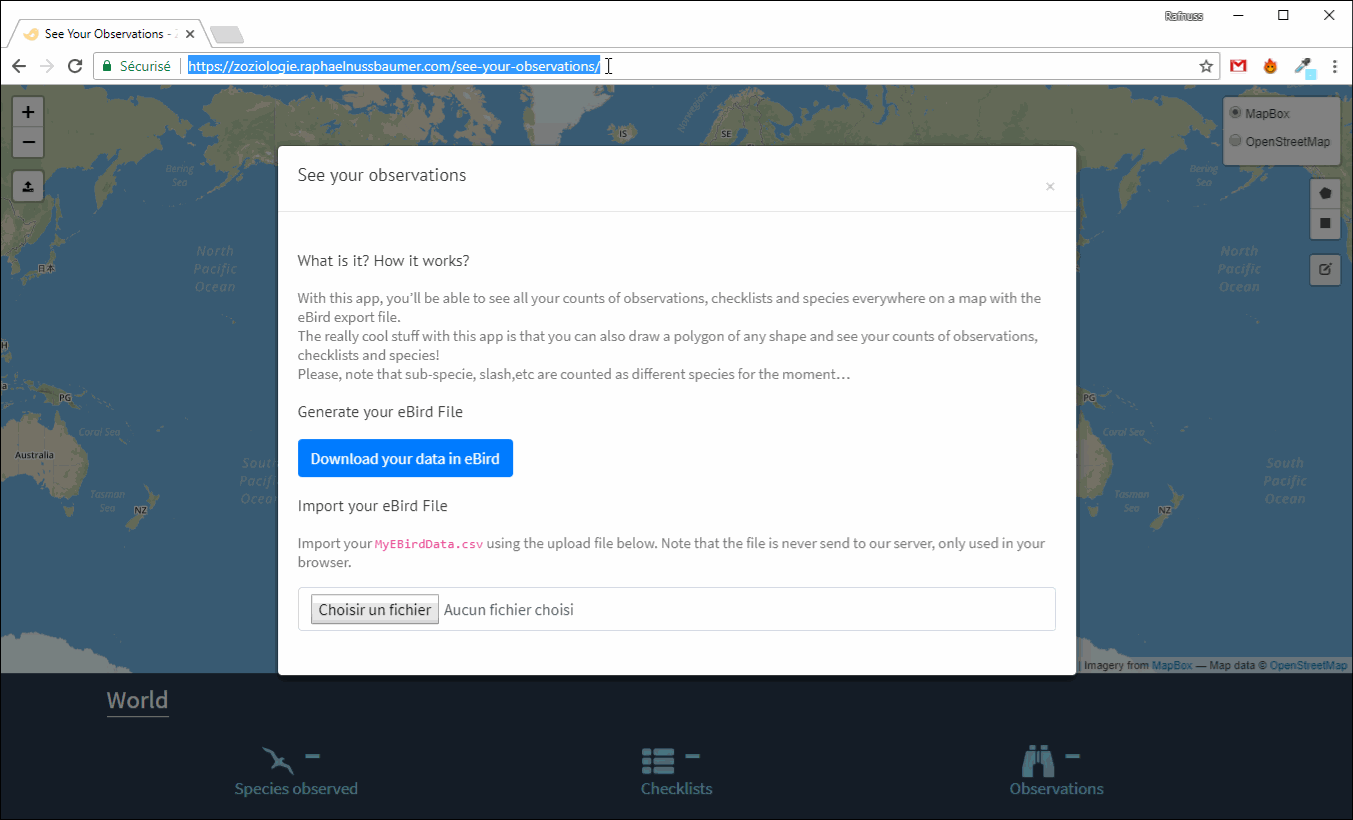 Rafnuss
See Your Observations -
Sécurisé
https://zoziologie.raphaelnussbaumer.com/see-your-observations/
+
−
MapBox
OpenStreetMap
IS
SE
Norwegian Sea
Bering Sea
Bering Sea
See your observations
×
What is it? How it works?
With this app, you'll be able to see all your counts of observations, checklists and species everywhere on a map with the
eBird export file.
The really cool stuff with this app is that you can also draw a polygon of any shape and see your counts of observations,
checklists and species!
Please, note that sub-specie, slash,etc are counted as different species for the moment…
Generate your eBird File
Download your data in eBird
Import your eBird File
Import your MyEBirdData.csv using the upload file below. Note that the file is never send to our server, only used in your
browser.
Choisir un fichier Aucun fichier choisi
North
Pacific
Ocean
North
Pacific
Ocean
日本
PG
PG
Coral Sea
Coral Sea
Australia
South
Pacific
Ocean
Tasman
Sea
NZ
Tasman
Sea
NZ
| Imagery from MapBox — Map data © OpenStreetMap
World
Species observed
Checklists
Observations